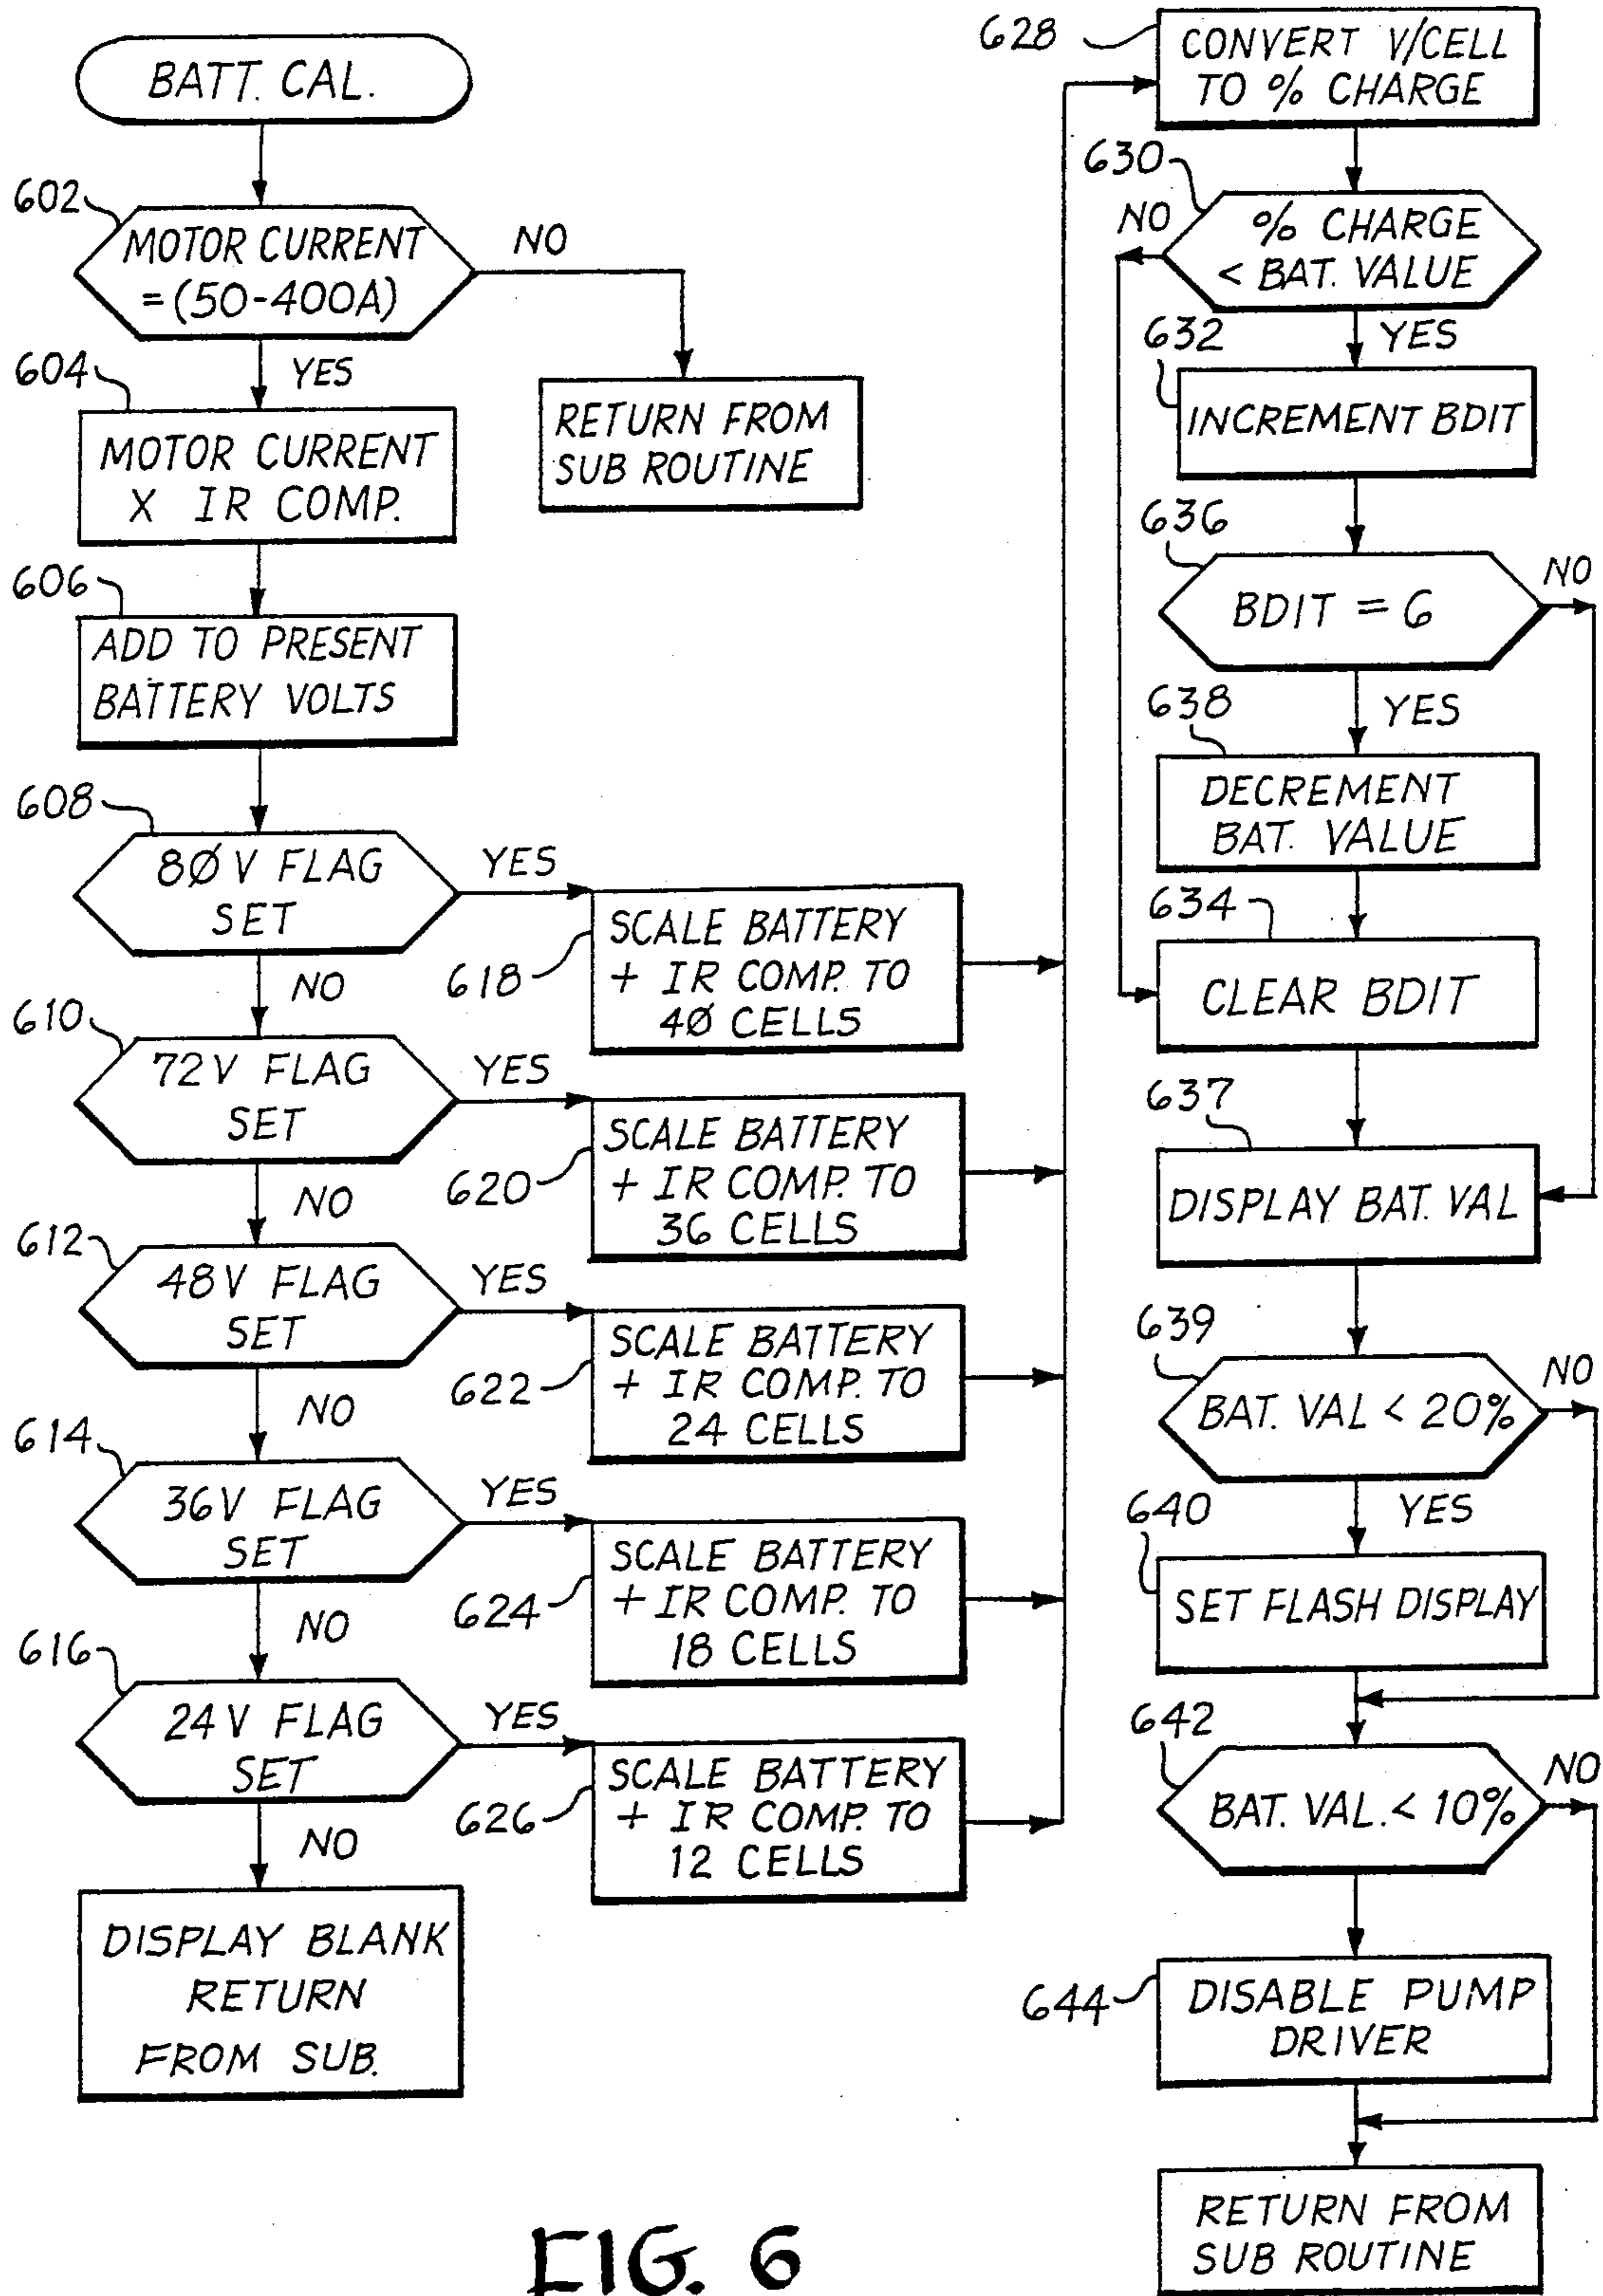 BATT. CAL.
602
MOTOR CURRENT
=(50-400A)
NO
RETURN FROM
SUB ROUTINE
YES
604
MOTOR CURRENT
X IR COMP.
606
ADD TO PRESENT
BATTERY VOLTS
608
8Ø V FLAG
SET
YES
618
SCALE BATTERY
+ IR COMP. TO
4Ø CELLS
NO
610
72V FLAG
SET
YES
620
SCALE BATTERY
+ IR COMP. TO
36 CELLS
NO
612
48V FLAG
SET
YES
622
SCALE BATTERY
+ IR COMP. TO
24 CELLS
NO
614
36V FLAG
SET
YES
624
SCALE BATTERY
+ IR COMP. TO
18 CELLS
NO
616
24V FLAG
SET
YES
626
SCALE BATTERY
+ IR COMP. TO
12 CELLS
NO
DISPLAY BLANK
RETURN
FROM SUB.
628
CONVERT V/CELL
TO % CHARGE
630
NO
% CHARGE
< BAT. VALUE
YES
632
INCREMENT BDIT
636
BDIT = 6
NO
YES
638
DECREMENT
BAT. VALUE
634
CLEAR BDIT
637
DISPLAY BAT. VAL
639
BAT. VAL < 20%
NO
YES
640
SET FLASH DISPLAY
642
BAT. VAL. < 10%
NO
644
DISABLE PUMP
DRIVER
RETURN FROM
SUB ROUTINE
FIG. 6